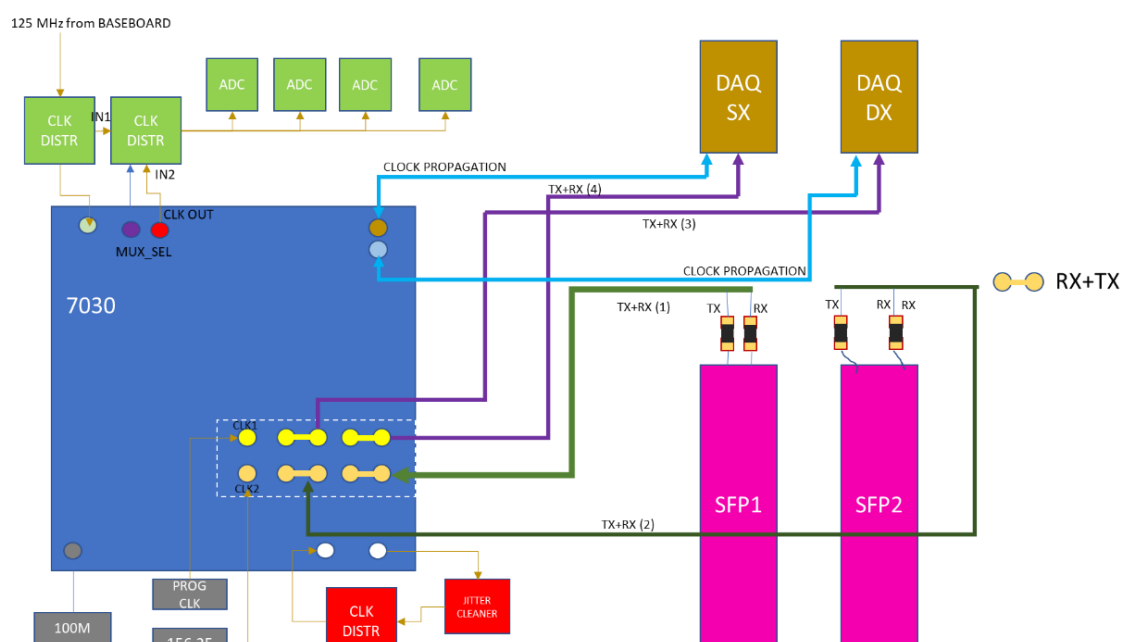 125 MHz from BASEBOARD
ADC
ADC
ADC
ADC
DAQ
SX
DAQ
DX
CLK
DISTR
IN1
CLK
DISTR
IN2
CLOCK PROPAGATION
TX+RX (4)
TX+RX (3)
CLK OUT
MUX_SEL
CLOCK PROPAGATION
RX+TX
7030
TX+RX (1)
TX
RX
TX
RX
RX
CLK1
CLK2
SFP1
SFP2
TX+RX (2)
PROG
CLK
JITTER
CLEANER
CLK
DISTR
100M
156.25